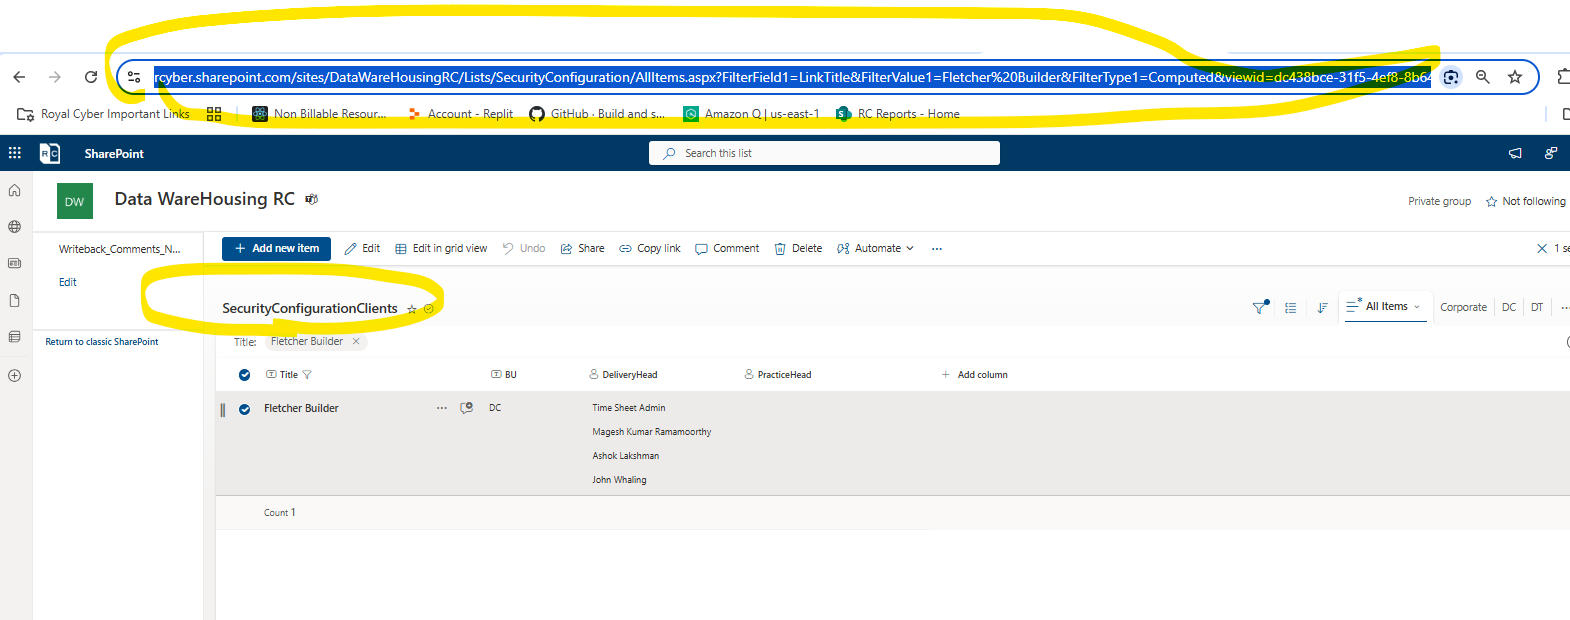 rcyber.sharepoint.com/sites/DataWareHousingRC/Lists/SecurityConfiguration/AllItems.aspx?FilterField1=LinkTitle&FilterValue1=Fletcher%20Builder&FilterType1=Computed&viewid=dc438bce-31f5-4ef8-8b64
Royal Cyber Important Links Non Billable Resour... Account - Replit GitHub · Build and s... Amazon Q | us-east-1 RC Reports - Home
RC SharePoint Search this list
DW Data WareHousing RC Private group Not following
Writeback_Comments_N... + Add new item Edit Edit in grid view Undo Share Copy link Comment Delete Automate ... 1 se
Edit
SecurityConfigurationClients All Items Corporate DC DT ...
Return to classic SharePoint Title: Fletcher Builder
Title BU DeliveryHead PracticeHead + Add column
Fletcher Builder ... DC Time Sheet Admin
Magesh Kumar Ramamoorthy
Ashok Lakshman
John Whaling
Count 1